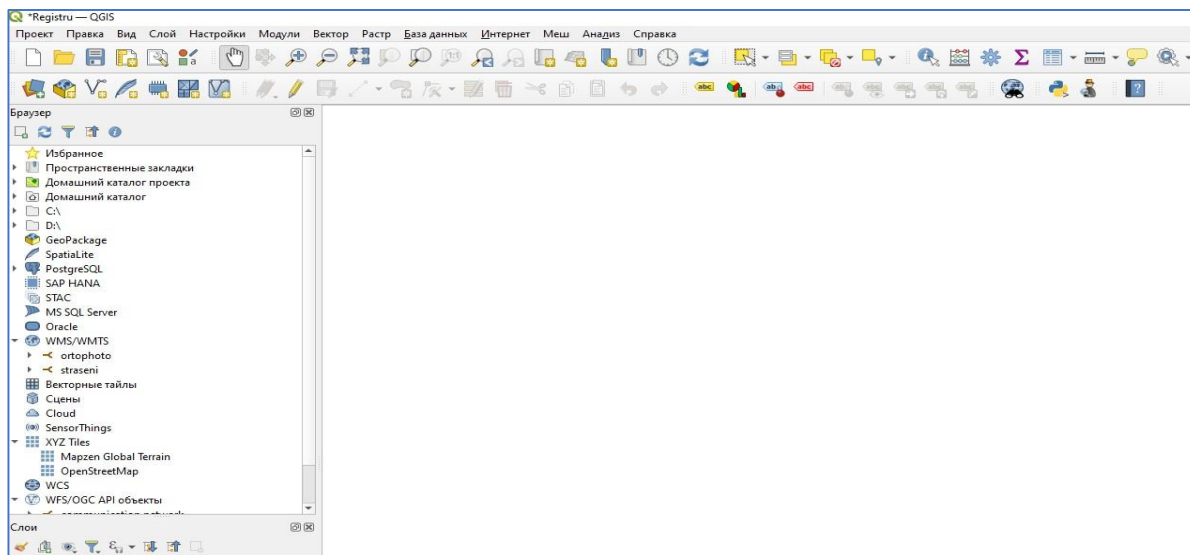 *Registru — QGIS
Проект Правка Вид Слой Настройки Модули Вектор Растр База данных Интернет Меш Анализ Справка
Браузер
Избранное
Пространственные закладки
Домашний каталог проекта
Домашний каталог
C:\
D:\
GeoPackage
SpatiaLite
PostgreSQL
SAP HANA
STAC
MS SQL Server
Oracle
WMS/WMTS
ortophoto
straseni
Векторные тайлы
Сцены
Cloud
SensorThings
XYZ Tiles
Mapzen Global Terrain
OpenStreetMap
WCS
WFS/OGC API объекты
Слои